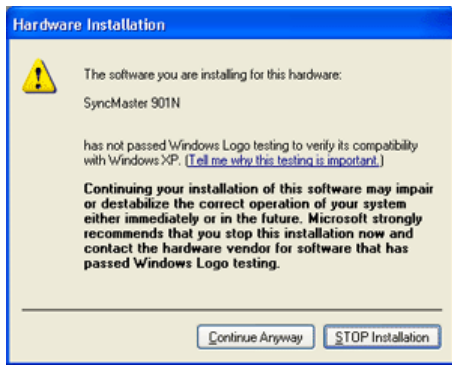 Hardware Installation
The software you are installing for this hardware:
SyncMaster 901N
has not passed Windows Logo testing to verify its compatibility
with Windows XP. (Tell me why this testing is important.)
Continuing your installation of this software may impair
or destabilize the correct operation of your system
either immediately or in the future. Microsoft strongly
recommends that you stop this installation now and
contact the hardware vendor for software that has
passed Windows Logo testing.
Continue Anyway
STOP Installation